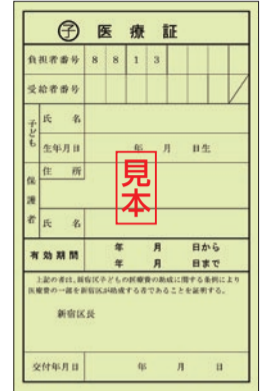 子 医療証
負担者番号 8 8 1 3
受給者番号
子ども
氏 名
生年月日 年 月 日生
保護者
住 所
氏 名
見本
有効期間 年 月 日から
年 月 日まで
上記の者は、新宿区子どもの医療費の助成に関する条例により
医療費の一部を新宿区が助成する者であることを証明する。
新宿区長
交付年月日 年 月 日